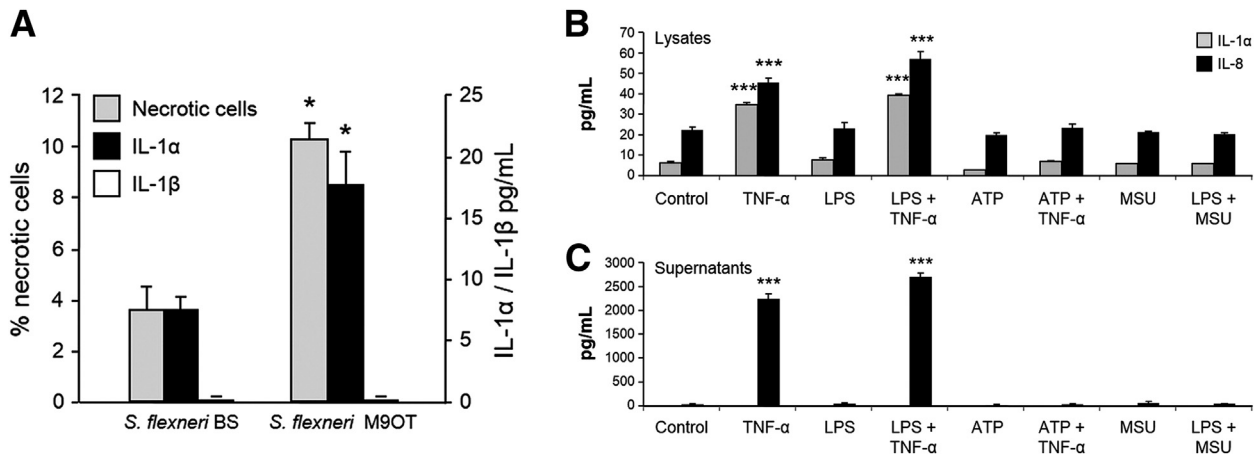 A
12
10
8
6
4
2
0
% necrotic cells
Necrotic cells
IL-1α
IL-1β
*
*
25
20
15
10
5
0
IL-1α / IL-1β pg/mL
S. flexneri BS
S. flexneri M9OT
B
Lysates
IL-1α
IL-8
70
60
50
40
30
20
10
0
pg/mL
***
***
***
***
Control
TNF-α
LPS
LPS +
TNF-α
ATP
ATP +
TNF-α
MSU
LPS +
MSU
C
Supernatants
3000
2500
2000
1500
1000
500
0
pg/mL
***
***
Control
TNF-α
LPS
LPS +
TNF-α
ATP
ATP +
TNF-α
MSU
LPS +
MSU